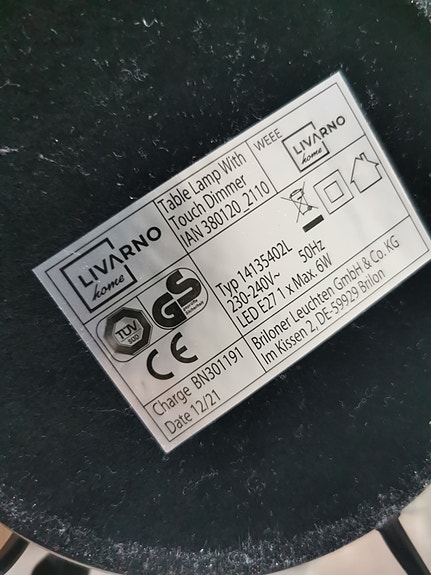 LIVARNO
home
Table Lamp With
Touch Dimmer
IAN 380120_2110
WEEE
LIVARNO
home
TÜV
SÜD
GS
CE
Typ 14135402L
230-240V~ 50Hz
LED E27 1 x Max. 6W
Charge BN301191
Date 12/21
Briloner Leuchten GmbH & Co. KG
Im Kissen 2, DE-59929 Brilon